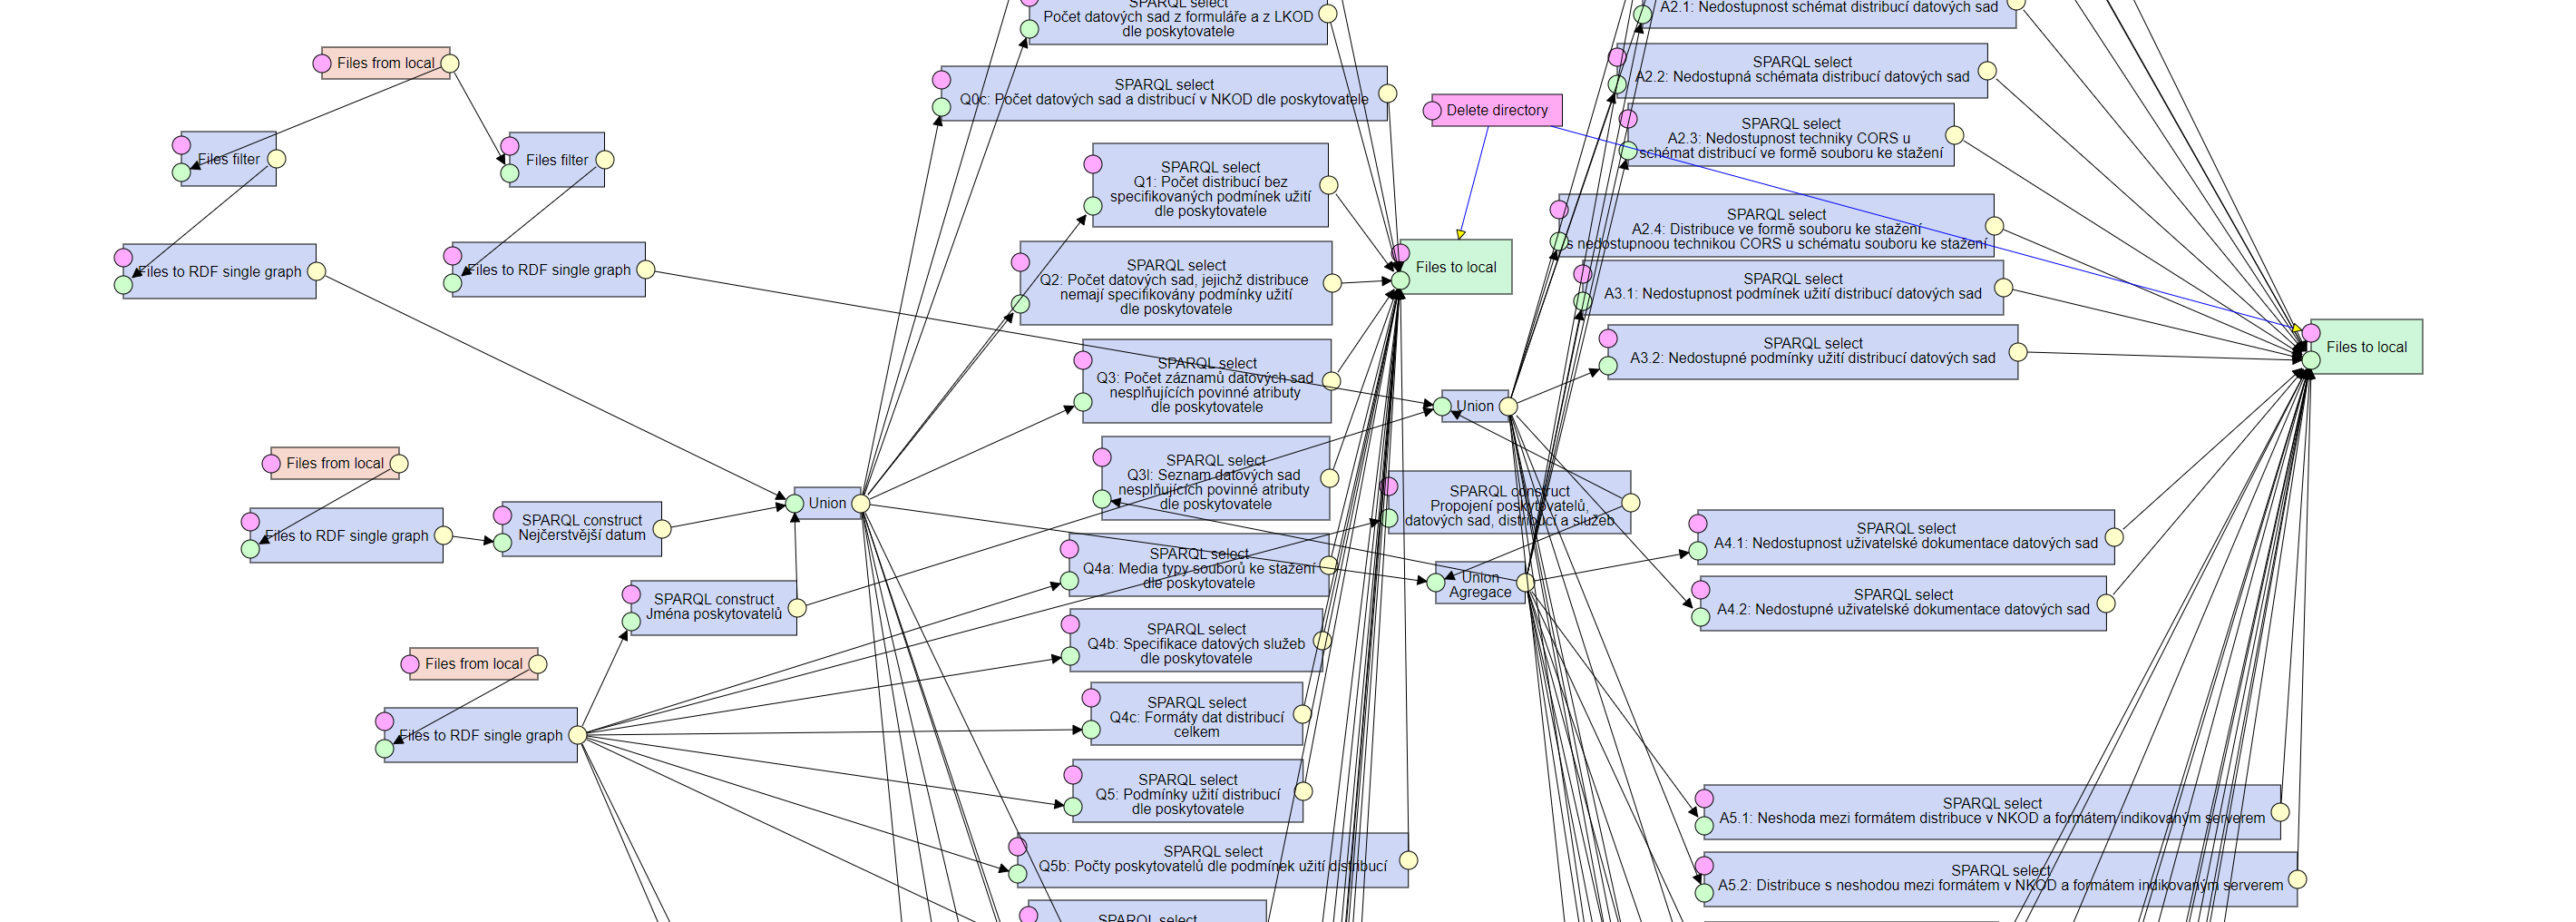 Files from local
Files filter
Files filter
Files to RDF single graph
Files to RDF single graph
Files from local
Files to RDF single graph
SPARQL construct
Nejčerstvější datum
SPARQL construct
Jména poskytovatelů
Files from local
Files to RDF single graph
Union
SPARQL select
Počet datových sad z formuláře a z LKOD
dle poskytovatele
SPARQL select
Q0c: Počet datových sad a distribucí v NKOD dle poskytovatele
SPARQL select
Q1: Počet distribucí bez
specifikovaných podmínek užití
dle poskytovatele
SPARQL select
Q2: Počet datových sad, jejichž distribuce
nemají specifikovány podmínky užití
dle poskytovatele
SPARQL select
Q3: Počet záznamů datových sad
nesplňujících povinné atributy
dle poskytovatele
SPARQL select
Q3l: Seznam datových sad
nesplňujících povinné atributy
dle poskytovatele
SPARQL select
Q4a: Media typy souborů ke stažení
dle poskytovatele
SPARQL select
Q4b: Specifikace datových služeb
dle poskytovatele
SPARQL select
Q4c: Formáty dat distribucí
celkem
SPARQL select
Q5: Podmínky užití distribucí
dle poskytovatele
SPARQL select
Q5b: Počty poskytovatelů dle podmínek užití distribucí
SPARQL select
Delete directory
Files to local
Union
SPARQL construct
Propojení poskytovatelů,
datových sad, distribucí a služeb
Union
Agregace
A2.1: Nedostupnost schémat distribucí datových sad
SPARQL select
A2.2: Nedostupná schémata distribucí datových sad
SPARQL select
A2.3: Nedostupnost techniky CORS u
schémat distribucí ve formě souboru ke stažení
SPARQL select
A2.4: Distribuce ve formě souboru ke stažení
s nedostupnoou technikou CORS u schématu souboru ke stažení
SPARQL select
A3.1: Nedostupnost podmínek užití distribucí datových sad
SPARQL select
A3.2: Nedostupné podmínky užití distribucí datových sad
Files to local
SPARQL select
A4.1: Nedostupnost uživatelské dokumentace datových sad
SPARQL select
A4.2: Nedostupné uživatelské dokumentace datových sad
SPARQL select
A5.1: Neshoda mezi formátem distribuce v NKOD a formátem indikovaným serverem
SPARQL select
A5.2: Distribuce s neshodou mezi formátem v NKOD a formátem indikovaným serverem